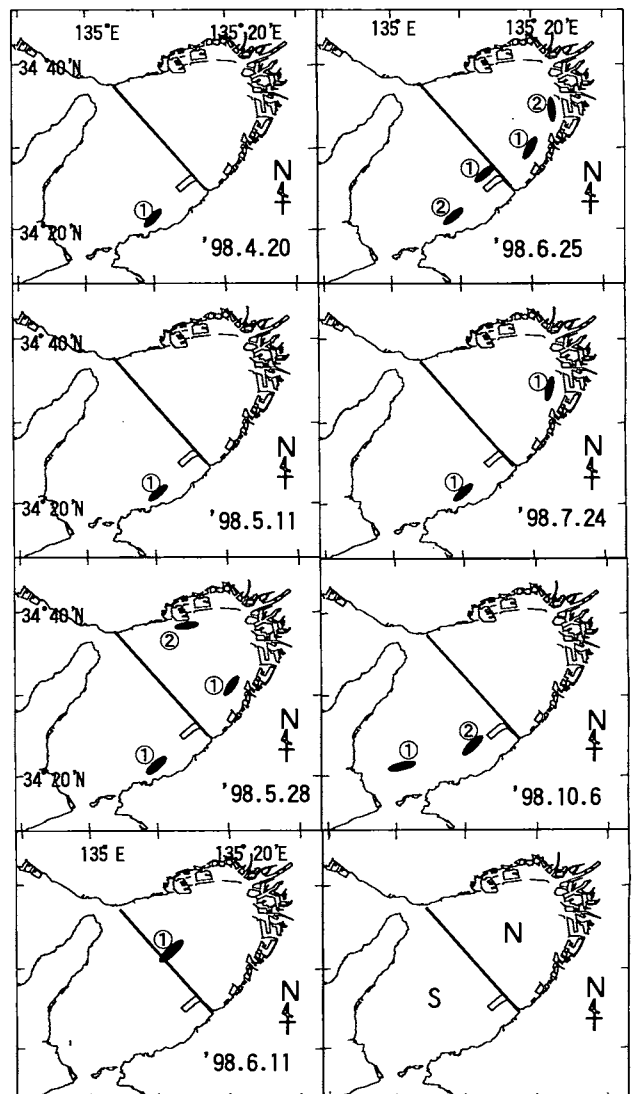 135°E 135°20'E
34°40'N
①
N
34°20'N
'98.4.20
135°20'E
②
①
①
N
②
'98.6.25
34°40'N
N
①
34°20'N
'98.5.11
①
N
①
'98.7.24
34°40'N
②
①
N
①
34°20'N
'98.5.28
N
②
①
'98.10.6
135 E 135°20'E
①
N
'98.6.11
N
S
N